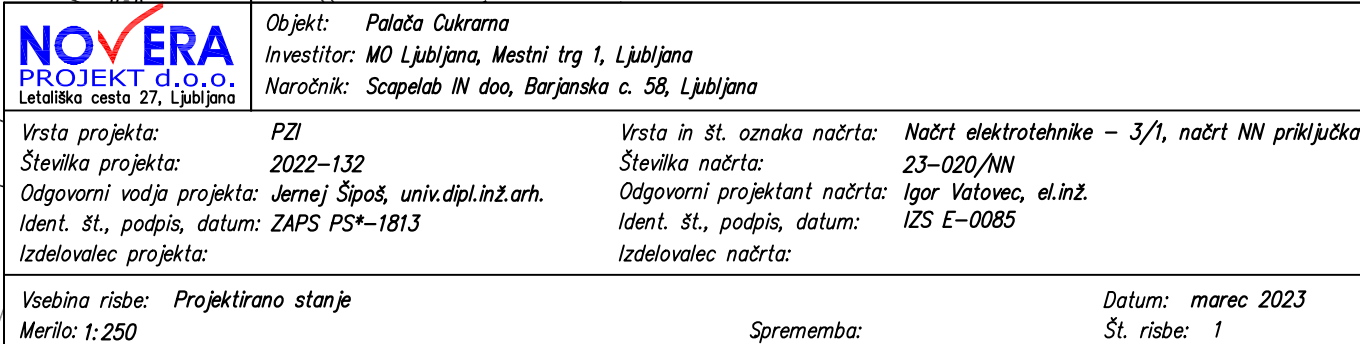 NOVERA
PROJEKT d.o.o.
Letališka cesta 27, Ljubljana
Objekt: Palača Cukrarna
Investitor: MO Ljubljana, Mestni trg 1, Ljubljana
Naročnik: Scapelab IN doo, Barjanska c. 58, Ljubljana
Vrsta projekta: PZI
Številka projekta: 2022-132
Odgovorni vodja projekta: Jernej Šipoš, univ.dipl.inž.arh.
Ident. št., podpis, datum: ZAPS PS*-1813
Izdelovalec projekta:
Vrsta in št. oznaka načrta: Načrt elektrotehnike - 3/1, načrt NN priključka
Številka načrta: 23-020/NN
Odgovorni projektant načrta: Igor Vatovec, el.inž.
Ident. št., podpis, datum: IZS E-0085
Izdelovalec načrta:
Vsebina risbe: Projektirano stanje
Datum: marec 2023
Merilo: 1:250
Sprememba:
Št. risbe: 1